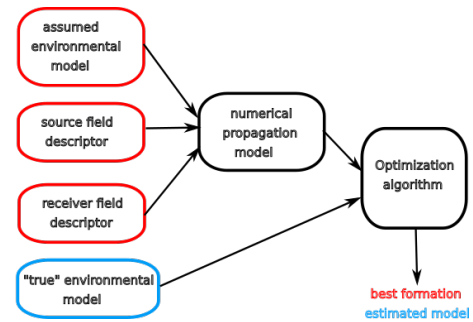 assumed
environmental
model
source field
descriptor
receiver field
descriptor
"true" environmental
model
numerical
propagation
model
Optimization
algorithm
best formation
estimated model